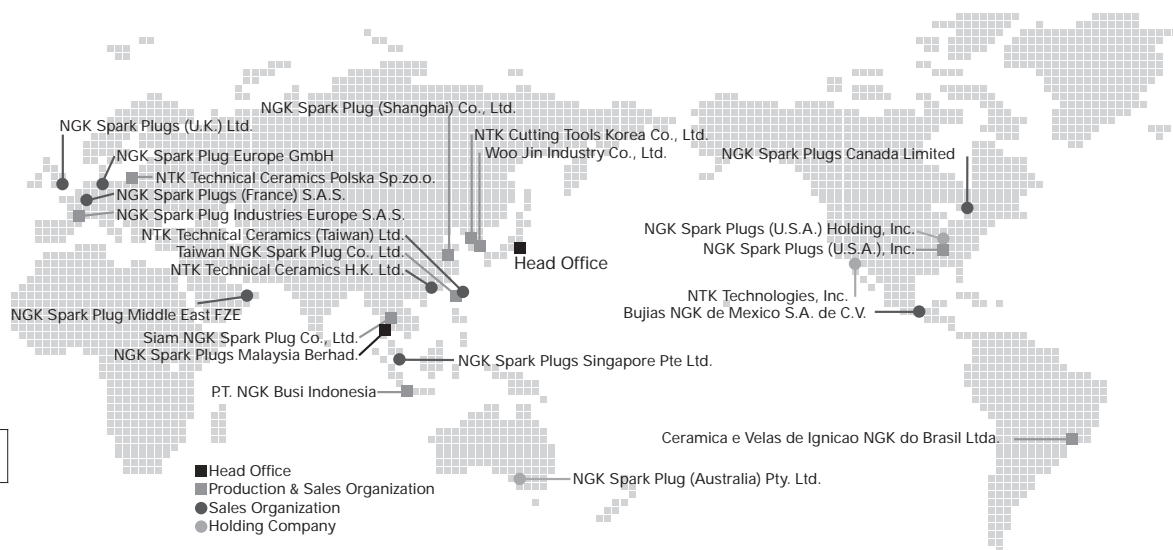 NGK Spark Plug (Shanghai) Co., Ltd.
NGK Spark Plugs (U.K.) Ltd.
NTK Cutting Tools Korea Co., Ltd.
Woo Jin Industry Co., Ltd.
NGK Spark Plugs Canada Limited
NGK Spark Plug Europe GmbH
NTK Technical Ceramics Polska Sp.zo.o.
NGK Spark Plugs (France) S.A.S.
NGK Spark Plug Industries Europe S.A.S.
NTK Technical Ceramics (Taiwan) Ltd.
Taiwan NGK Spark Plug Co., Ltd.
NTK Technical Ceramics H.K. Ltd.
Head Office
NGK Spark Plugs (U.S.A.) Holding, Inc.
NGK Spark Plugs (U.S.A.), Inc.
NTK Technologies, Inc.
Bujias NGK de Mexico S.A. de C.V.
NGK Spark Plug Middle East FZE
Siam NGK Spark Plug Co., Ltd.
NGK Spark Plugs Malaysia Berhad.
NGK Spark Plugs Singapore Pte Ltd.
P.T. NGK Busi Indonesia
Ceramica e Velas de Ignicao NGK do Brasil Ltda.
NGK Spark Plug (Australia) Pty. Ltd.
Head Office
Production & Sales Organization
Sales Organization
Holding Company